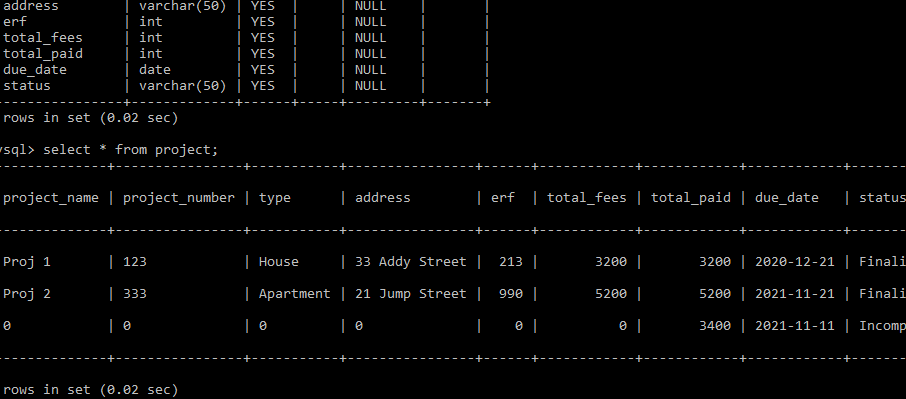 address | varchar(50) | YES | | NULL | |
erf | int | YES | | NULL | |
total_fees | int | YES | | NULL | |
total_paid | int | YES | | NULL | |
due_date | date | YES | | NULL | |
status | varchar(50) | YES | | NULL | |
---------------+-------------+------+-----+---------+-------+
rows in set (0.02 sec)
ysql> select * from project;
-------------+----------------+-----------+----------------+------+------------+------------+------------+-------
project_name | project_number | type | address | erf | total_fees | total_paid | due_date | status
-------------+----------------+-----------+----------------+------+------------+------------+------------+-------
Proj 1 | 123 | House | 33 Addy Street | 213 | 3200 | 3200 | 2020-12-21 | Finali
Proj 2 | 333 | Apartment | 21 Jump Street | 990 | 5200 | 5200 | 2021-11-21 | Finali
0 | 0 | 0 | 0 | 0 | 0 | 3400 | 2021-11-11 | Incomp
-------------+----------------+-----------+----------------+------+------------+------------+------------+-------
rows in set (0.02 sec)